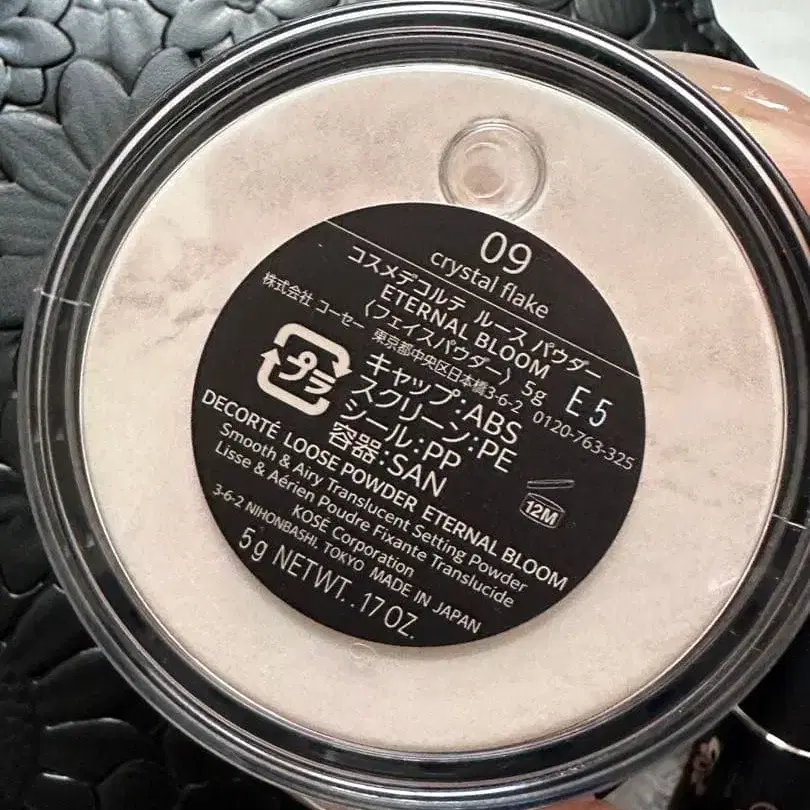 09
crystal flake
コスメデコルテ ルース パウダー
ETERNAL BLOOM
〈フェイスパウダー〉 5g
E.5
株式会社 コーセー 東京都中央区日本橋3-6-2 0120-763-325
プラ
キャップ:ABS
スクリーン:PE
シール:PP
容器:SAN
12M
DECORTÉ LOOSE POWDER ETERNAL BLOOM
Smooth & Airy Translucent Setting Powder
Lisse & Aérien Poudre Fixante Translucide
KOSÉ Corporation
3-6-2 NIHONBASHI, TOKYO MADE IN JAPAN
5g NETWT. .17 OZ.